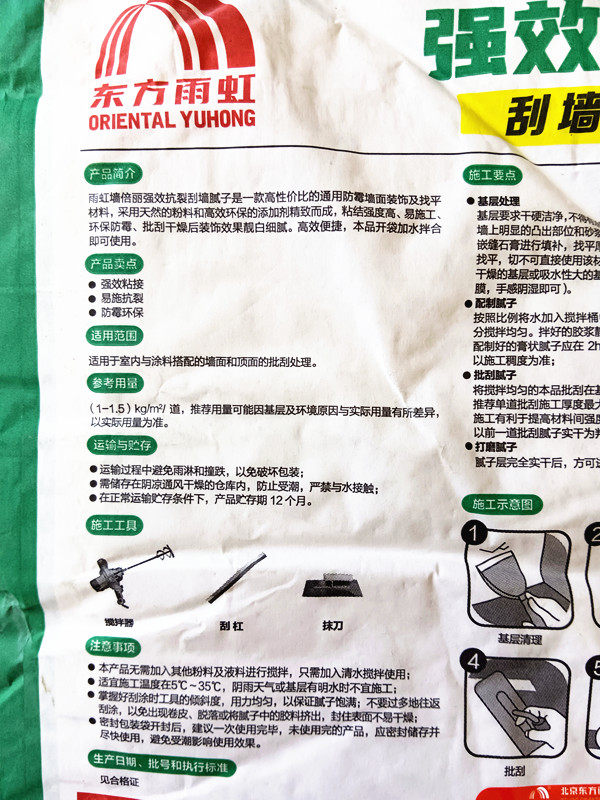 东方雨虹
ORIENTAL YUHONG
强效
刮墙
产品简介
雨虹墙倍丽强效抗裂刮墙腻子是一款高性价比的通用防霉墙面装饰及找平
材料，采用天然的粉料和高效环保的添加剂精致而成，粘结强度高、易施工、
环保防霉、批刮干燥后装饰效果靓白细腻。高效便捷，本品开袋加水拌合
即可使用。
产品卖点
● 强效粘接
● 易施抗裂
● 防霉环保
适用范围
适用于室内与涂料搭配的墙面和顶面的批刮处理。
参考用量
（1-1.5）kg/m²/ 道，推荐用量可能因基层及环境原因与实际用量有所差异，
以实际用量为准。
运输与贮存
● 运输过程中避免雨淋和撞跌，以免破坏包装；
● 需储存在阴凉通风干燥的仓库内，防止受潮，严禁与水接触；
● 在正常运输贮存条件下，产品贮存期 12 个月。
施工工具
搅拌器
刮 杠
抹刀
注意事项
● 本产品无需加入其他粉料及液料进行搅拌，只需加入清水搅拌使用；
● 适宜施工温度在5℃～35℃，阴雨天气或基层有明水时不宜施工；
● 掌握好刮涂时工具的倾斜度，用力均匀，以保证腻子饱满；不要过多地往返
刮涂，以免出现卷皮、脱落或将腻子中的胶料挤出，封住表面不易干燥；
● 密封包装袋开封后，建议一次使用完毕，未使用完的产品，应密封储存并
尽快使用，避免受潮影响使用效果。
生产日期、批号和执行标准
见合格证
施工要点
● 基层处理
基层要求干硬洁净，不得
墙上明显的凸出部位和砂浆
嵌缝石膏进行填补，找平厚
找平，切不可直接使用该材
干燥的基层或吸水性大的基
膜，手感阴湿即可）。
● 配制腻子
按照比例将水加入搅拌桶
分搅拌均匀。拌好的胶浆静
配制好的膏状腻子应在 2h
以施工稠度为准；
● 批刮腻子
将搅拌均匀的本品批刮在基
推荐单道批刮施工厚度最大
施工有利于提高材料间强度
以前一道批刮腻子实干为判
● 打磨腻子
腻子层完全实干后，方可进
施工示意图
1
基层清理
4
批刮
北京东方雨